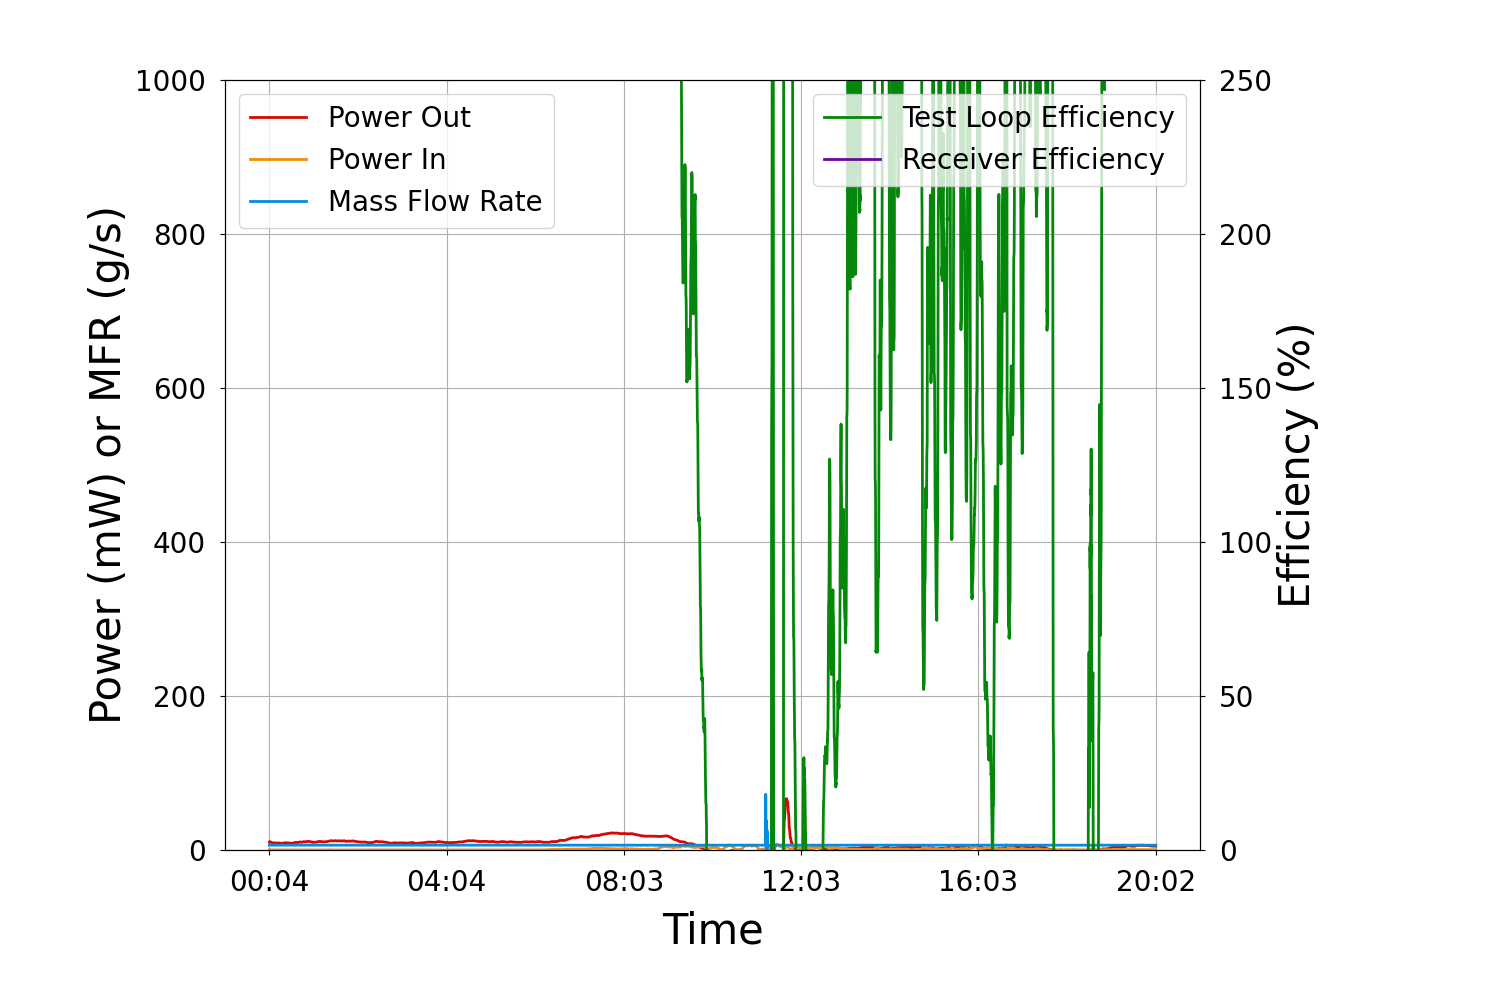 Power Out
Power In
Mass Flow Rate
Test Loop Efficiency
Receiver Efficiency
1000
800
600
400
200
0
Power (mW) or MFR (g/s)
250
200
150
100
50
0
Efficiency (%)
00:04 04:04 08:03 12:03 16:03 20:02
Time